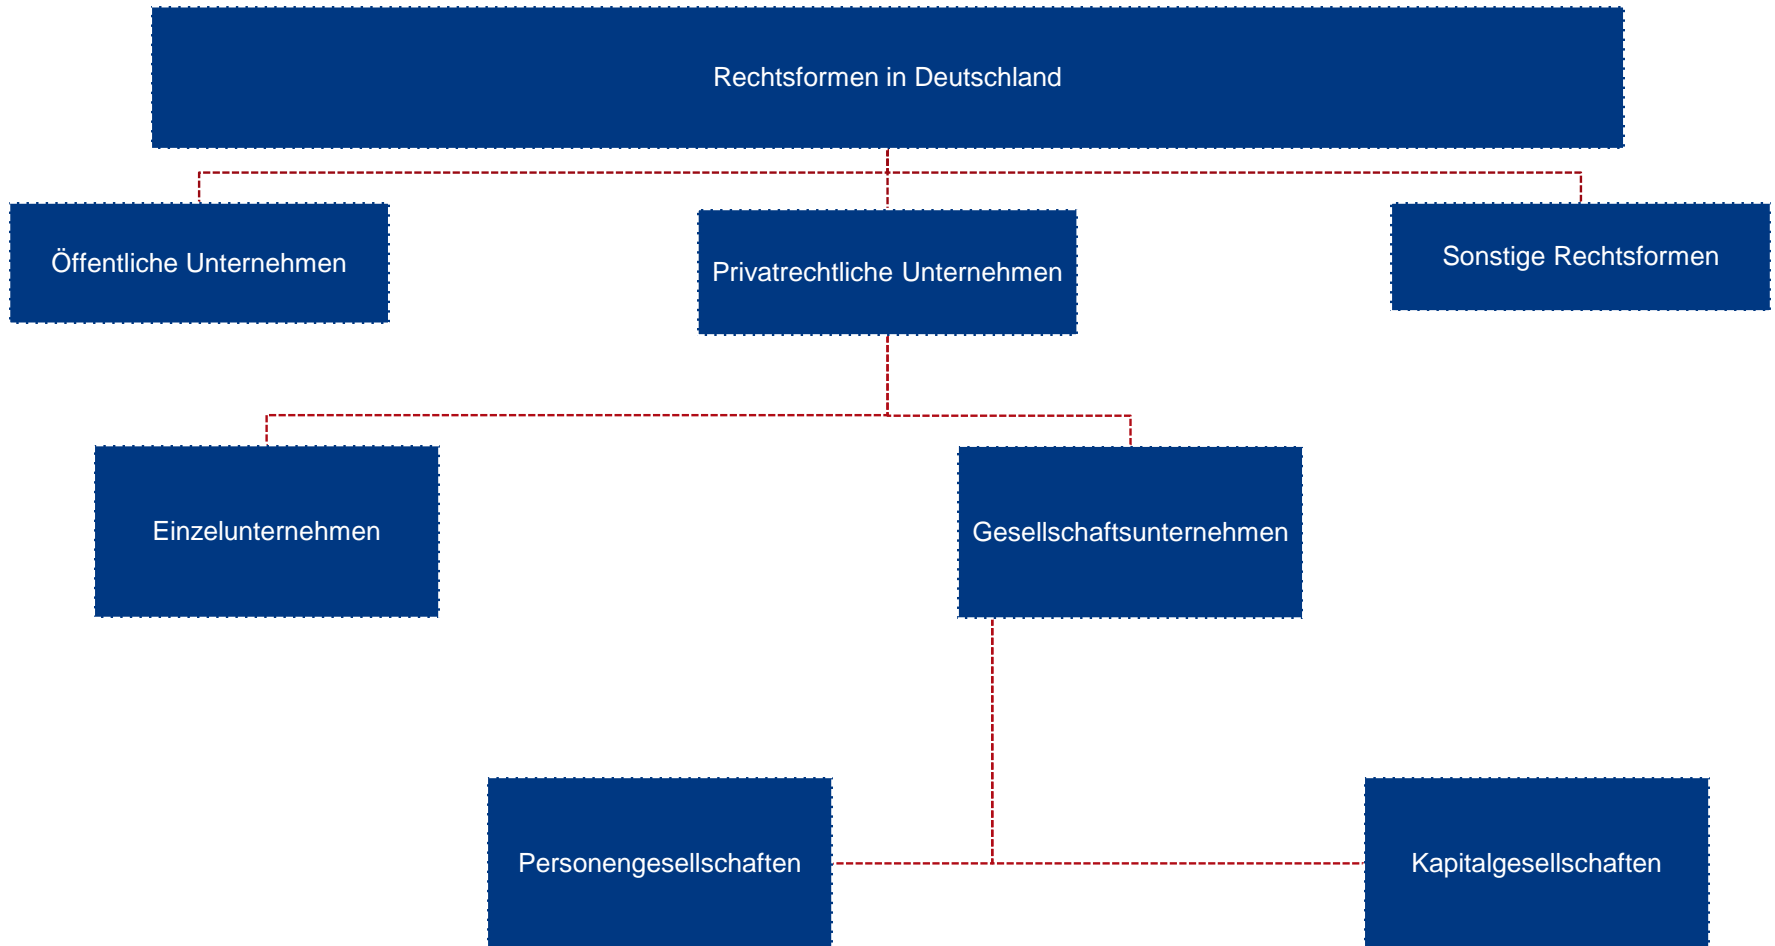 Rechtsformen in Deutschland
Öffentliche Unternehmen
Privatrechtliche Unternehmen
Sonstige Rechtsformen
Einzelunternehmen
Gesellschaftsunternehmen
Personengesellschaften
Kapitalgesellschaften